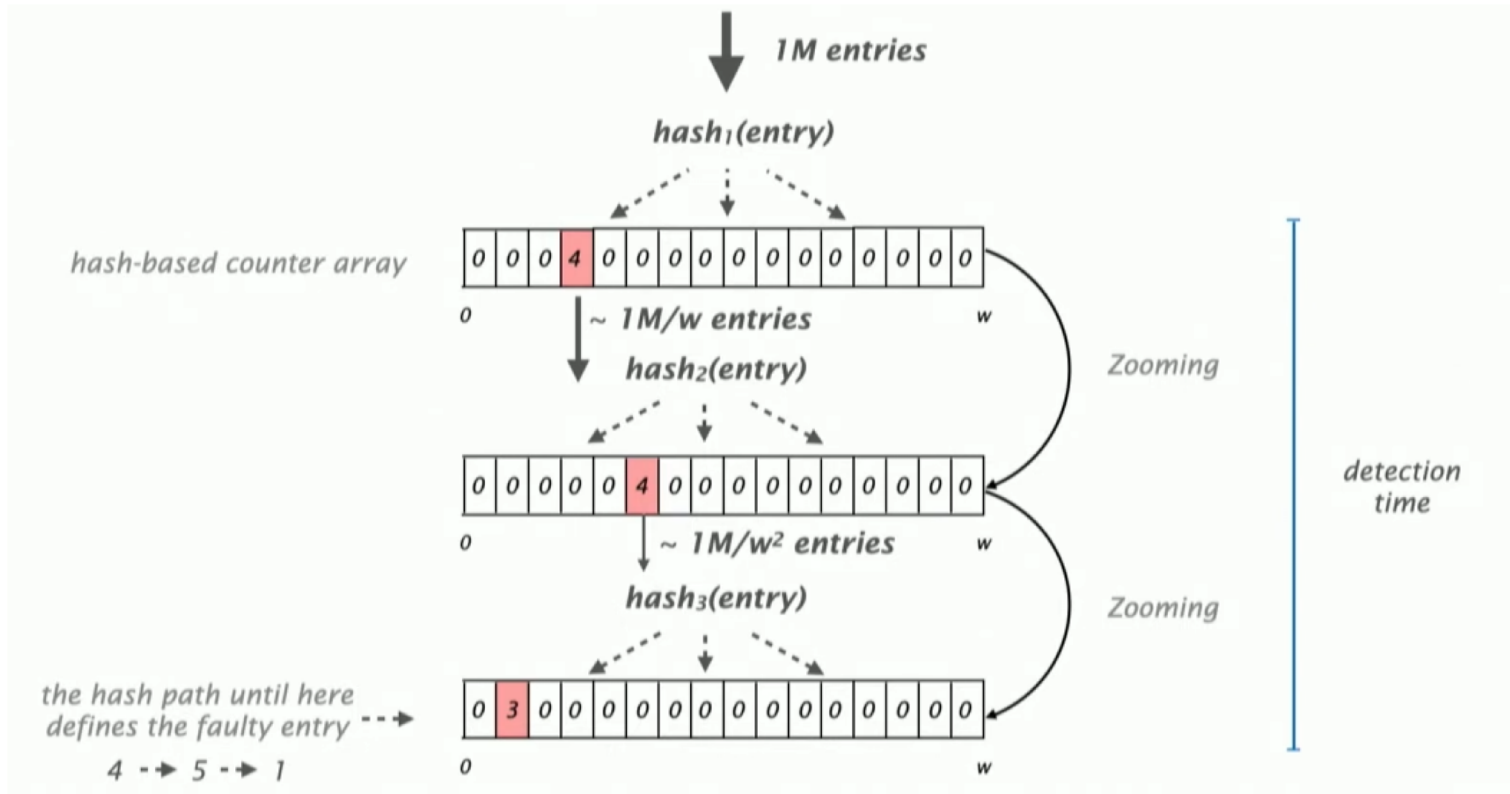 1M entries
hash₁(entry)
hash-based counter array
0 0 0 4 0 0 0 0 0 0 0 0 0 0 0 0
0 w
~ 1M/w entries
hash₂(entry)
Zooming
0 0 0 0 0 4 0 0 0 0 0 0 0 0 0 0
0 w
detection
time
~ 1M/w² entries
hash₃(entry)
Zooming
the hash path until here
defines the faulty entry
4 5 1
0 3 0 0 0 0 0 0 0 0 0 0 0 0 0 0
0 w